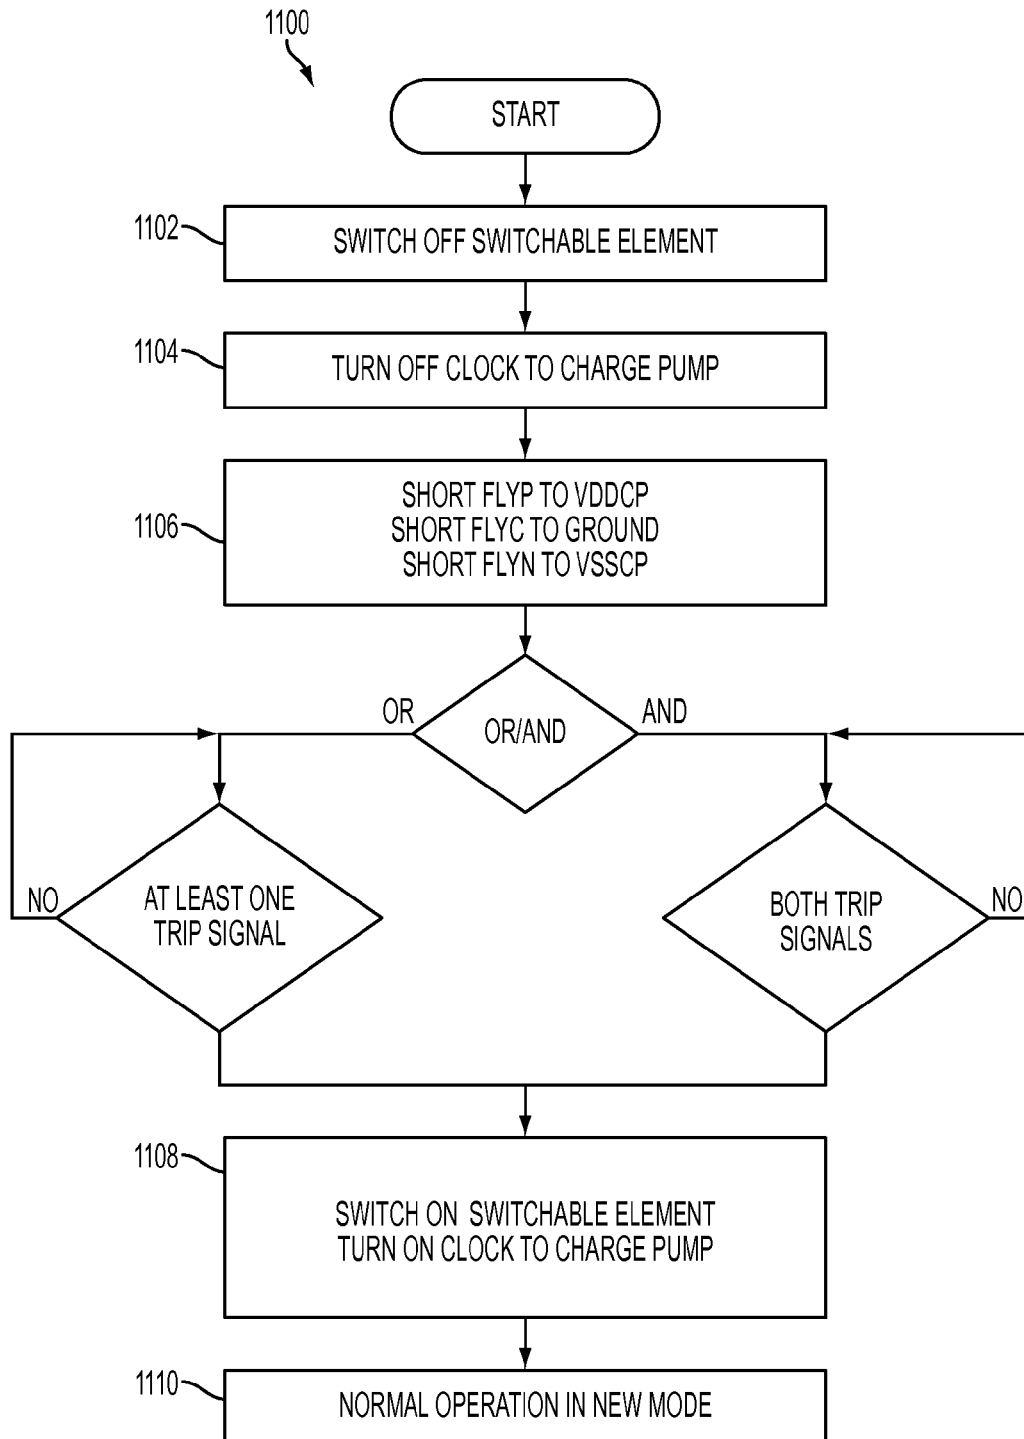 1100
START
1102
SWITCH OFF SWITCHABLE ELEMENT
1104
TURN OFF CLOCK TO CHARGE PUMP
1106
SHORT FLYP TO VDDCP
SHORT FLYC TO GROUND
SHORT FLYN TO VSSCP
OR
OR/AND
AND
NO
AT LEAST ONE
TRIP SIGNAL
BOTH TRIP
SIGNALS
NO
1108
SWITCH ON SWITCHABLE ELEMENT
TURN ON CLOCK TO CHARGE PUMP
1110
NORMAL OPERATION IN NEW MODE